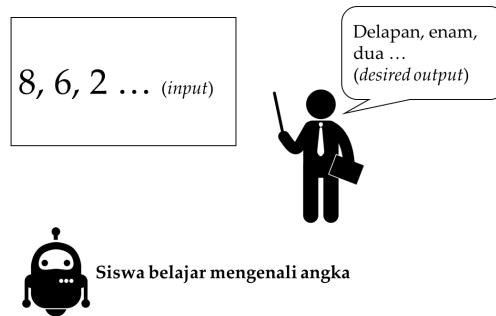 8, 6, 2 … (input)
Delapan, enam,
dua …
(desired output)
Siswa belajar mengenali angka